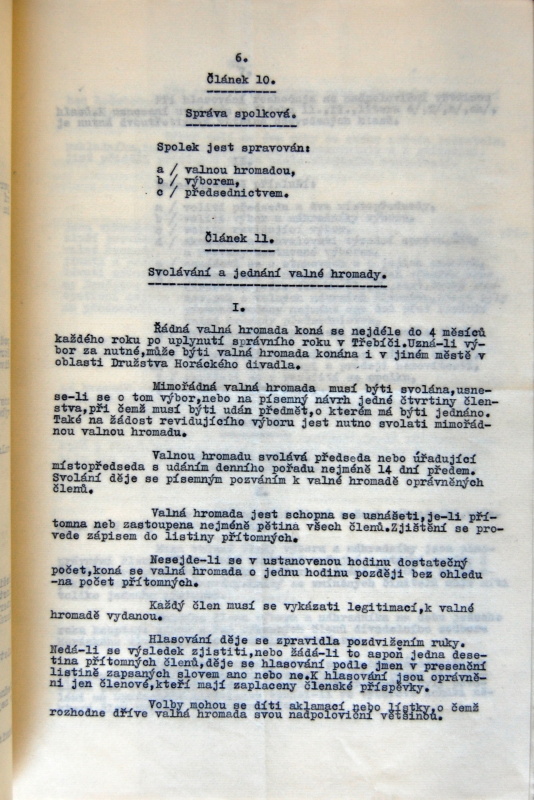 6.
Článek 10.
Správa spolková.
Spolek jest spravován:
a / valnou hromadou,
b / výborem,
c / předsednictvem.
Článek 11.
Svolávání a jednání valné hromady.
I.
Řádná valná hromada koná se nejdéle do 4 měsíců
každého roku po uplynutí správního roku v Třebíči.Uzná-li vý-
bor za nutné,může býti valná hromada konána i v jiném městě v
oblasti Družstva Horáckého divadla.
Mimořádná valná hromada musí býti svolána,usne-
se-li se o tom výbor,nebo na písemný návrh jedné čtvrtiny člen-
stva,při čemž musí býti udán předmět,o kterém má býti jednáno.
Také na žádost revidujícího výboru jest nutno svolati mimořád-
nou valnou hromadu.
Valnou hromadu svolává předseda nebo úřadující
místopředseda s udáním denního pořadu nejméně 14 dní předem.
Svolání děje se písemným pozváním k valné hromadě oprávněných
členů.
Valná hromada jest schopna se usnášeti,je-li pří-
tomna neb zastoupena nejméně pětina všech členů.Zjištění se pro-
vede zápisem do listiny přítomných.
Nesejde-li se v ustanovenou hodinu dostatečný
počet,koná se valná hromada o jednu hodinu později bez ohledu
-na počet přítomných.
Každý člen musí se vykázati legitimací,k valné
hromadě vydanou.
Hlasování děje se zpravidla pozdvižením ruky.
Nedá-li se výsledek zjistiti,nebo žádá-li to aspoň jedna dese-
tina přítomných členů,děje se hlasování podle jmen v presenční
listině zapsaných slovem ano nebo ne.K hlasování jsou oprávně-
ni jen členové,kteří mají zaplaceny členské příspěvky.
Volby mohou se díti aklamací nebo lístky,o čemž
rozhodne dříve valná hromada svou nadpoloviční většinou.